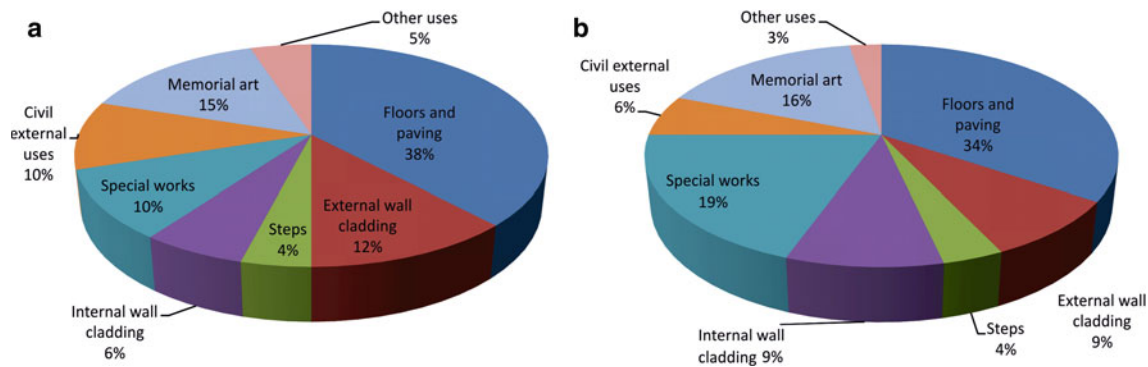 a
Other uses
5%
Memorial art
15%
Civil
external
uses
10%
Floors and
paving
38%
Special works
10%
External wall
cladding
12%
Steps
4%
Internal wall
cladding
6%
b
Other uses
3%
Civil external
uses
6%
Memorial art
16%
Floors and
paving
34%
Special works
19%
Internal wall
cladding 9%
Steps
4%
External wall
cladding
9%